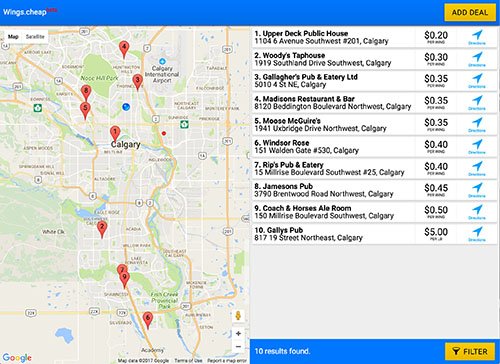 Wings.cheap beta
ADD DEAL
Map Satellite
4
Nose Hill Park
Calgary International Airport
3
8
5
1
Calgary
2
White Elk
7
9
Fish Creek Provincial Park
6
Academy
Google
Map data ©2017 Google Terms of Use Report a map error
1. Upper Deck Public House
1104 6 Avenue Southwest #201, Calgary
$0.20
PER WING
Directions
2. Woody's Taphouse
1919 Southland Drive Southwest, Calgary
$0.30
PER WING
Directions
3. Gallagher's Pub & Eatery Ltd
5010 4 St NE, Calgary
$0.35
PER WING
Directions
4. Madisons Restaurant & Bar
8120 Beddington Boulevard Northwest, Calgary
$0.35
PER WING
Directions
5. Moose McGuire's
1941 Uxbridge Drive Northwest, Calgary
$0.35
PER WING
Directions
6. Windsor Rose
151 Walden Gate #530, Calgary
$0.40
PER WING
Directions
7. Rip's Pub & Eatery
15 Millrise Boulevard Southwest #25, Calgary
$0.40
PER WING
Directions
8. Jamesons Pub
3790 Brentwood Road Northwest, Calgary
$0.45
PER WING
Directions
9. Coach & Horses Ale Room
150 Millrise Boulevard Southwest, Calgary
$0.50
PER WING
Directions
10. Gallys Pub
817 19 Street Northeast, Calgary
$5.00
PER LB
Directions
10 results found.
FILTER